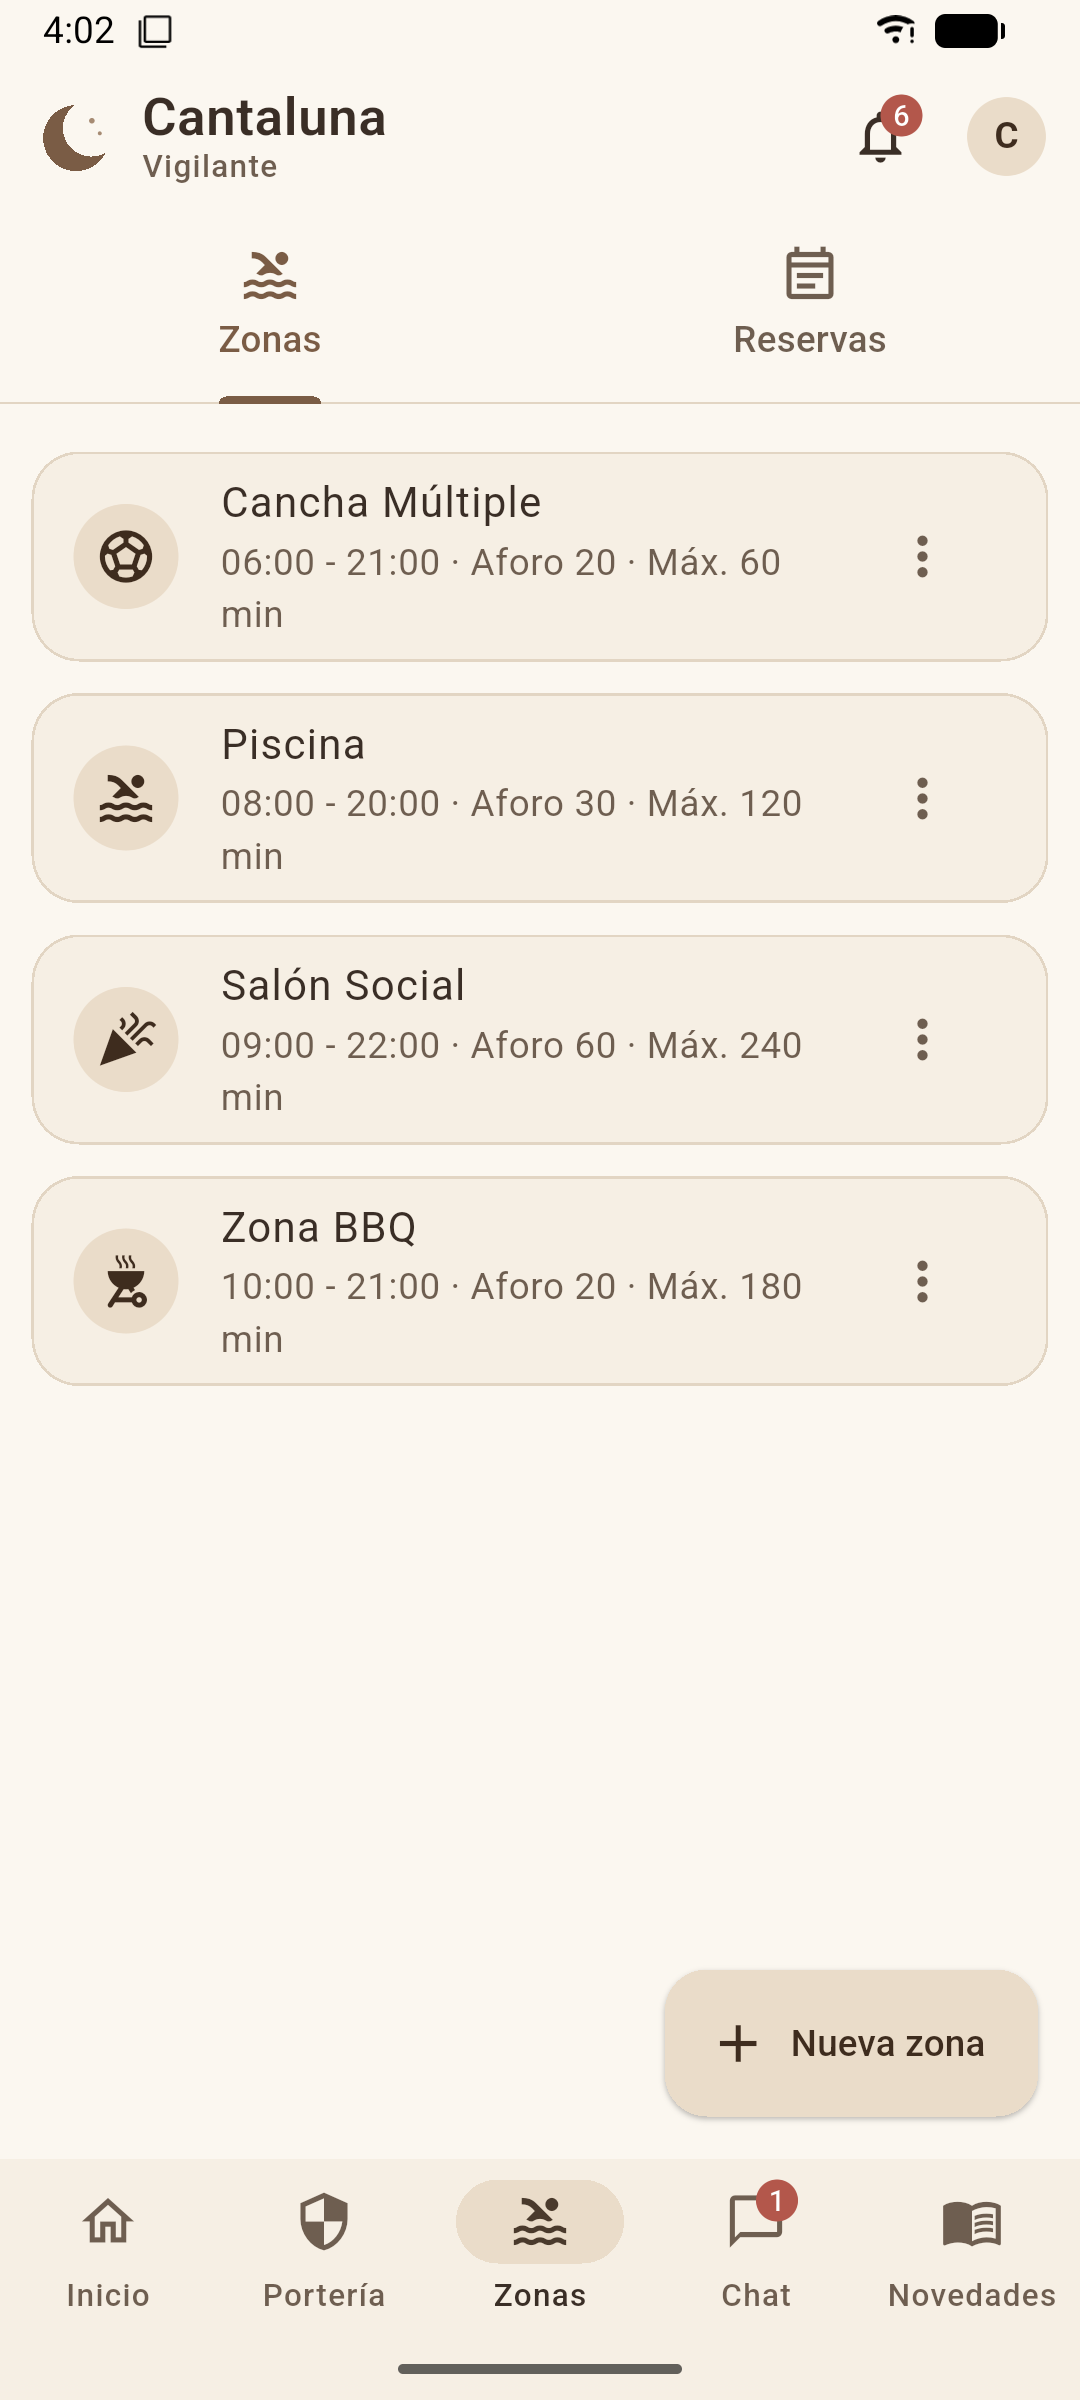 4:02
Cantaluna
Vigilante
6
C
Zonas
Reservas
Cancha Múltiple
06:00 - 21:00 · Aforo 20 · Máx. 60
min
Piscina
08:00 - 20:00 · Aforo 30 · Máx. 120
min
Salón Social
09:00 - 22:00 · Aforo 60 · Máx. 240
min
Zona BBQ
10:00 - 21:00 · Aforo 20 · Máx. 180
min
Nueva zona
1
Inicio
Portería
Zonas
Chat
Novedades